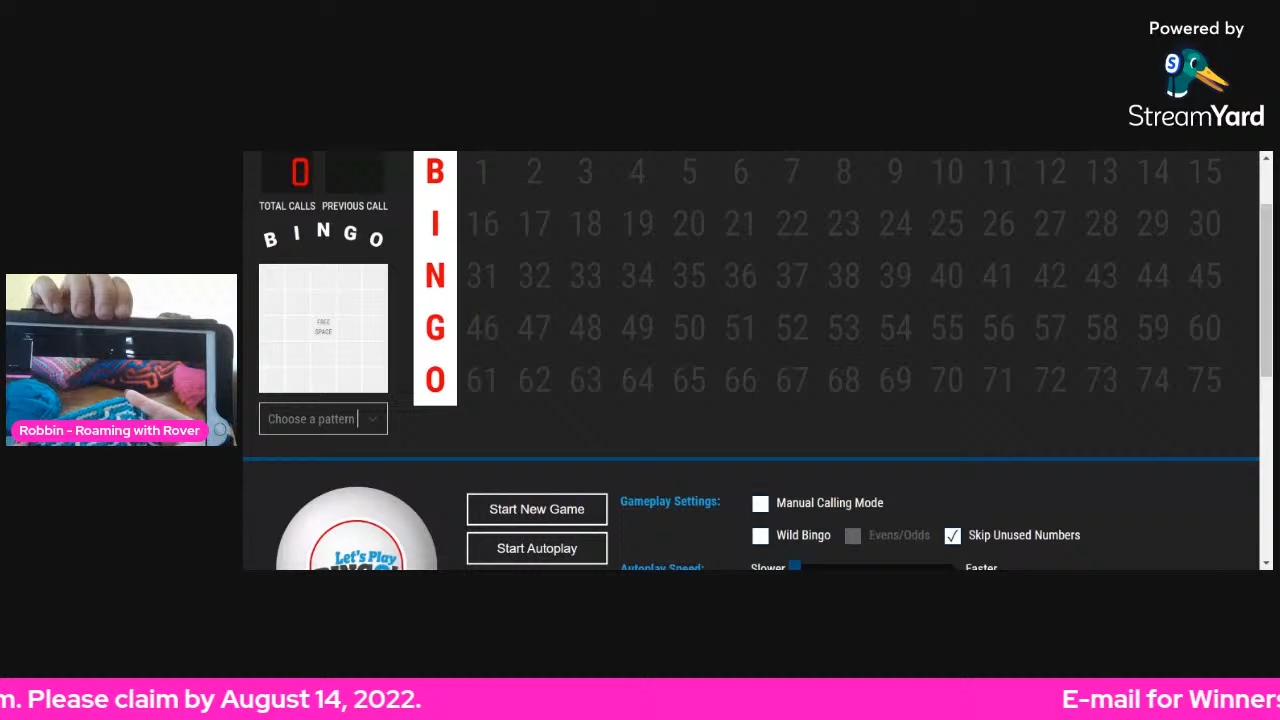 Powered by
StreamYard
0
TOTAL CALLS PREVIOUS CALL
BINGO
FREE
SPACE
Choose a pattern
B 1 2 3 4 5 6 7 8 9 10 11 12 13 14 15
I 16 17 18 19 20 21 22 23 24 25 26 27 28 29 30
N 31 32 33 34 35 36 37 38 39 40 41 42 43 44 45
G 46 47 48 49 50 51 52 53 54 55 56 57 58 59 60
O 61 62 63 64 65 66 67 68 69 70 71 72 73 74 75
Robbin - Roaming with Rover
Let's Play
BINGO!
Start New Game
Start Autoplay
Gameplay Settings:
Manual Calling Mode
Wild Bingo Evens/Odds Skip Unused Numbers
Autoplay Speed: Slower Faster
m. Please claim by August 14, 2022. E-mail for Winners